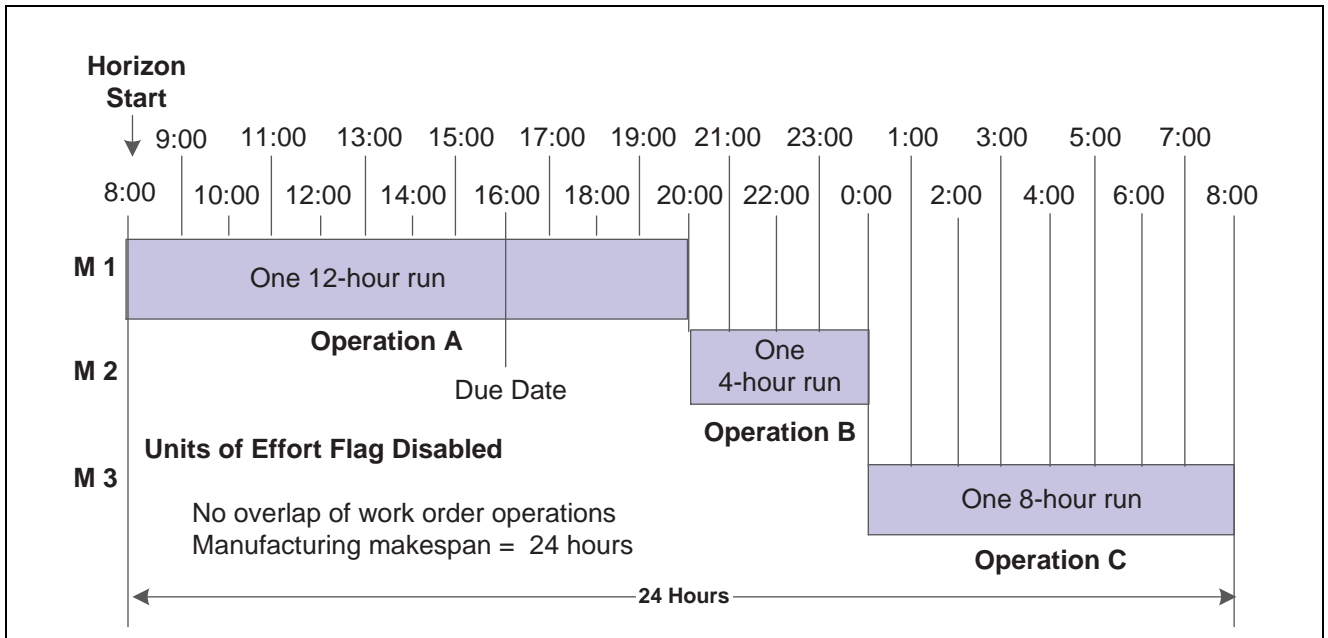 Horizon
Start
9:00 11:00 13:00 15:00 17:00 19:00 21:00 23:00 1:00 3:00 5:00 7:00
8:00 10:00 12:00 14:00 16:00 18:00 20:00 22:00 0:00 2:00 4:00 6:00 8:00
M 1
One 12-hour run
Operation A
M 2
One
4-hour run
Due Date
Operation B
Units of Effort Flag Disabled
M 3
One 8-hour run
No overlap of work order operations
Manufacturing makespan = 24 hours
Operation C
24 Hours